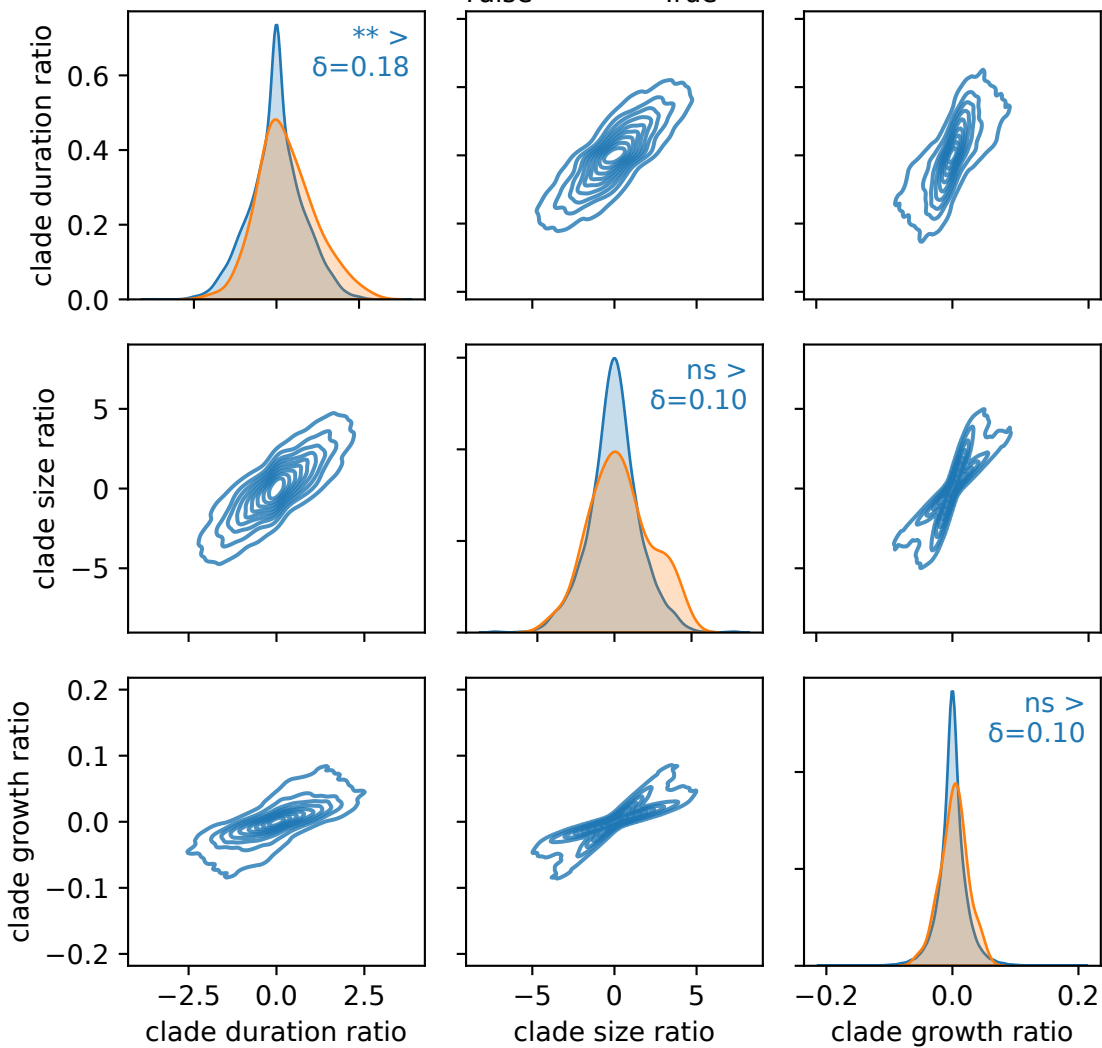 False True
clade duration ratio
0.6
0.4
0.2
0.0
** >
δ=0.18
clade size ratio
5
0
−5
ns >
δ=0.10
clade growth ratio
0.2
0.1
0.0
−0.1
−0.2
ns >
δ=0.10
−2.5 0.0 2.5
clade duration ratio
−5 0 5
clade size ratio
−0.2 0.0 0.2
clade growth ratio